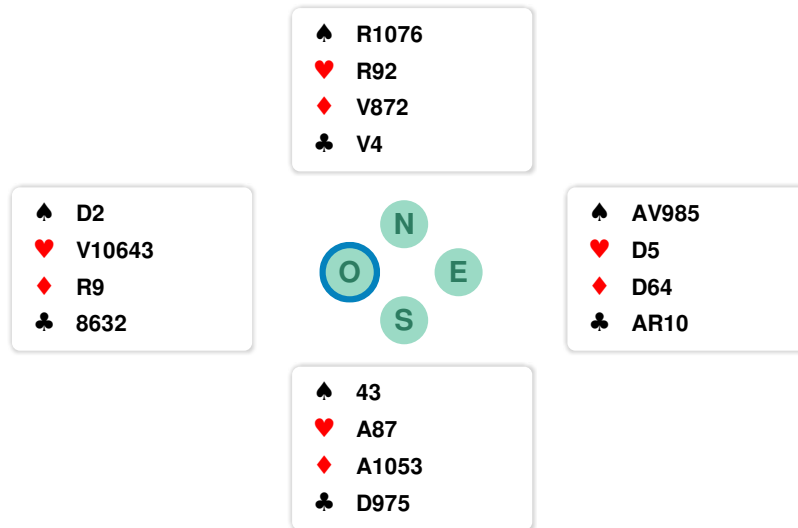 ♠ R1076
♥ R92
♦ V872
♣ V4
♠ D2
♥ V10643
♦ R9
♣ 8632
N
O E
S
♠ AV985
♥ D5
♦ D64
♣ AR10
♠ 43
♥ A87
♦ A1053
♣ D975